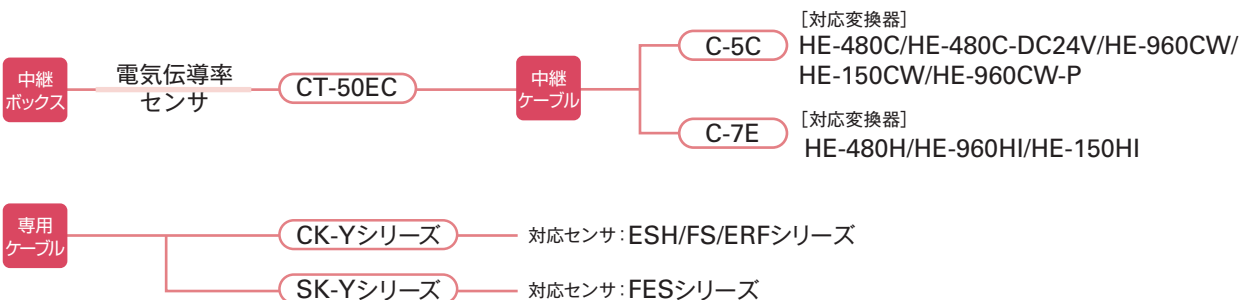 中継
ボックス
電気伝導率
センサ
CT-50EC
中継
ケーブル
C-5C
［対応変換器］
HE-480C/HE-480C-DC24V/HE-960CW/
HE-150CW/HE-960CW-P
C-7E
［対応変換器］
HE-480H/HE-960HI/HE-150HI
専用
ケーブル
CK-Yシリーズ
対応センサ：ESH/FS/ERFシリーズ
SK-Yシリーズ
対応センサ：FESシリーズ